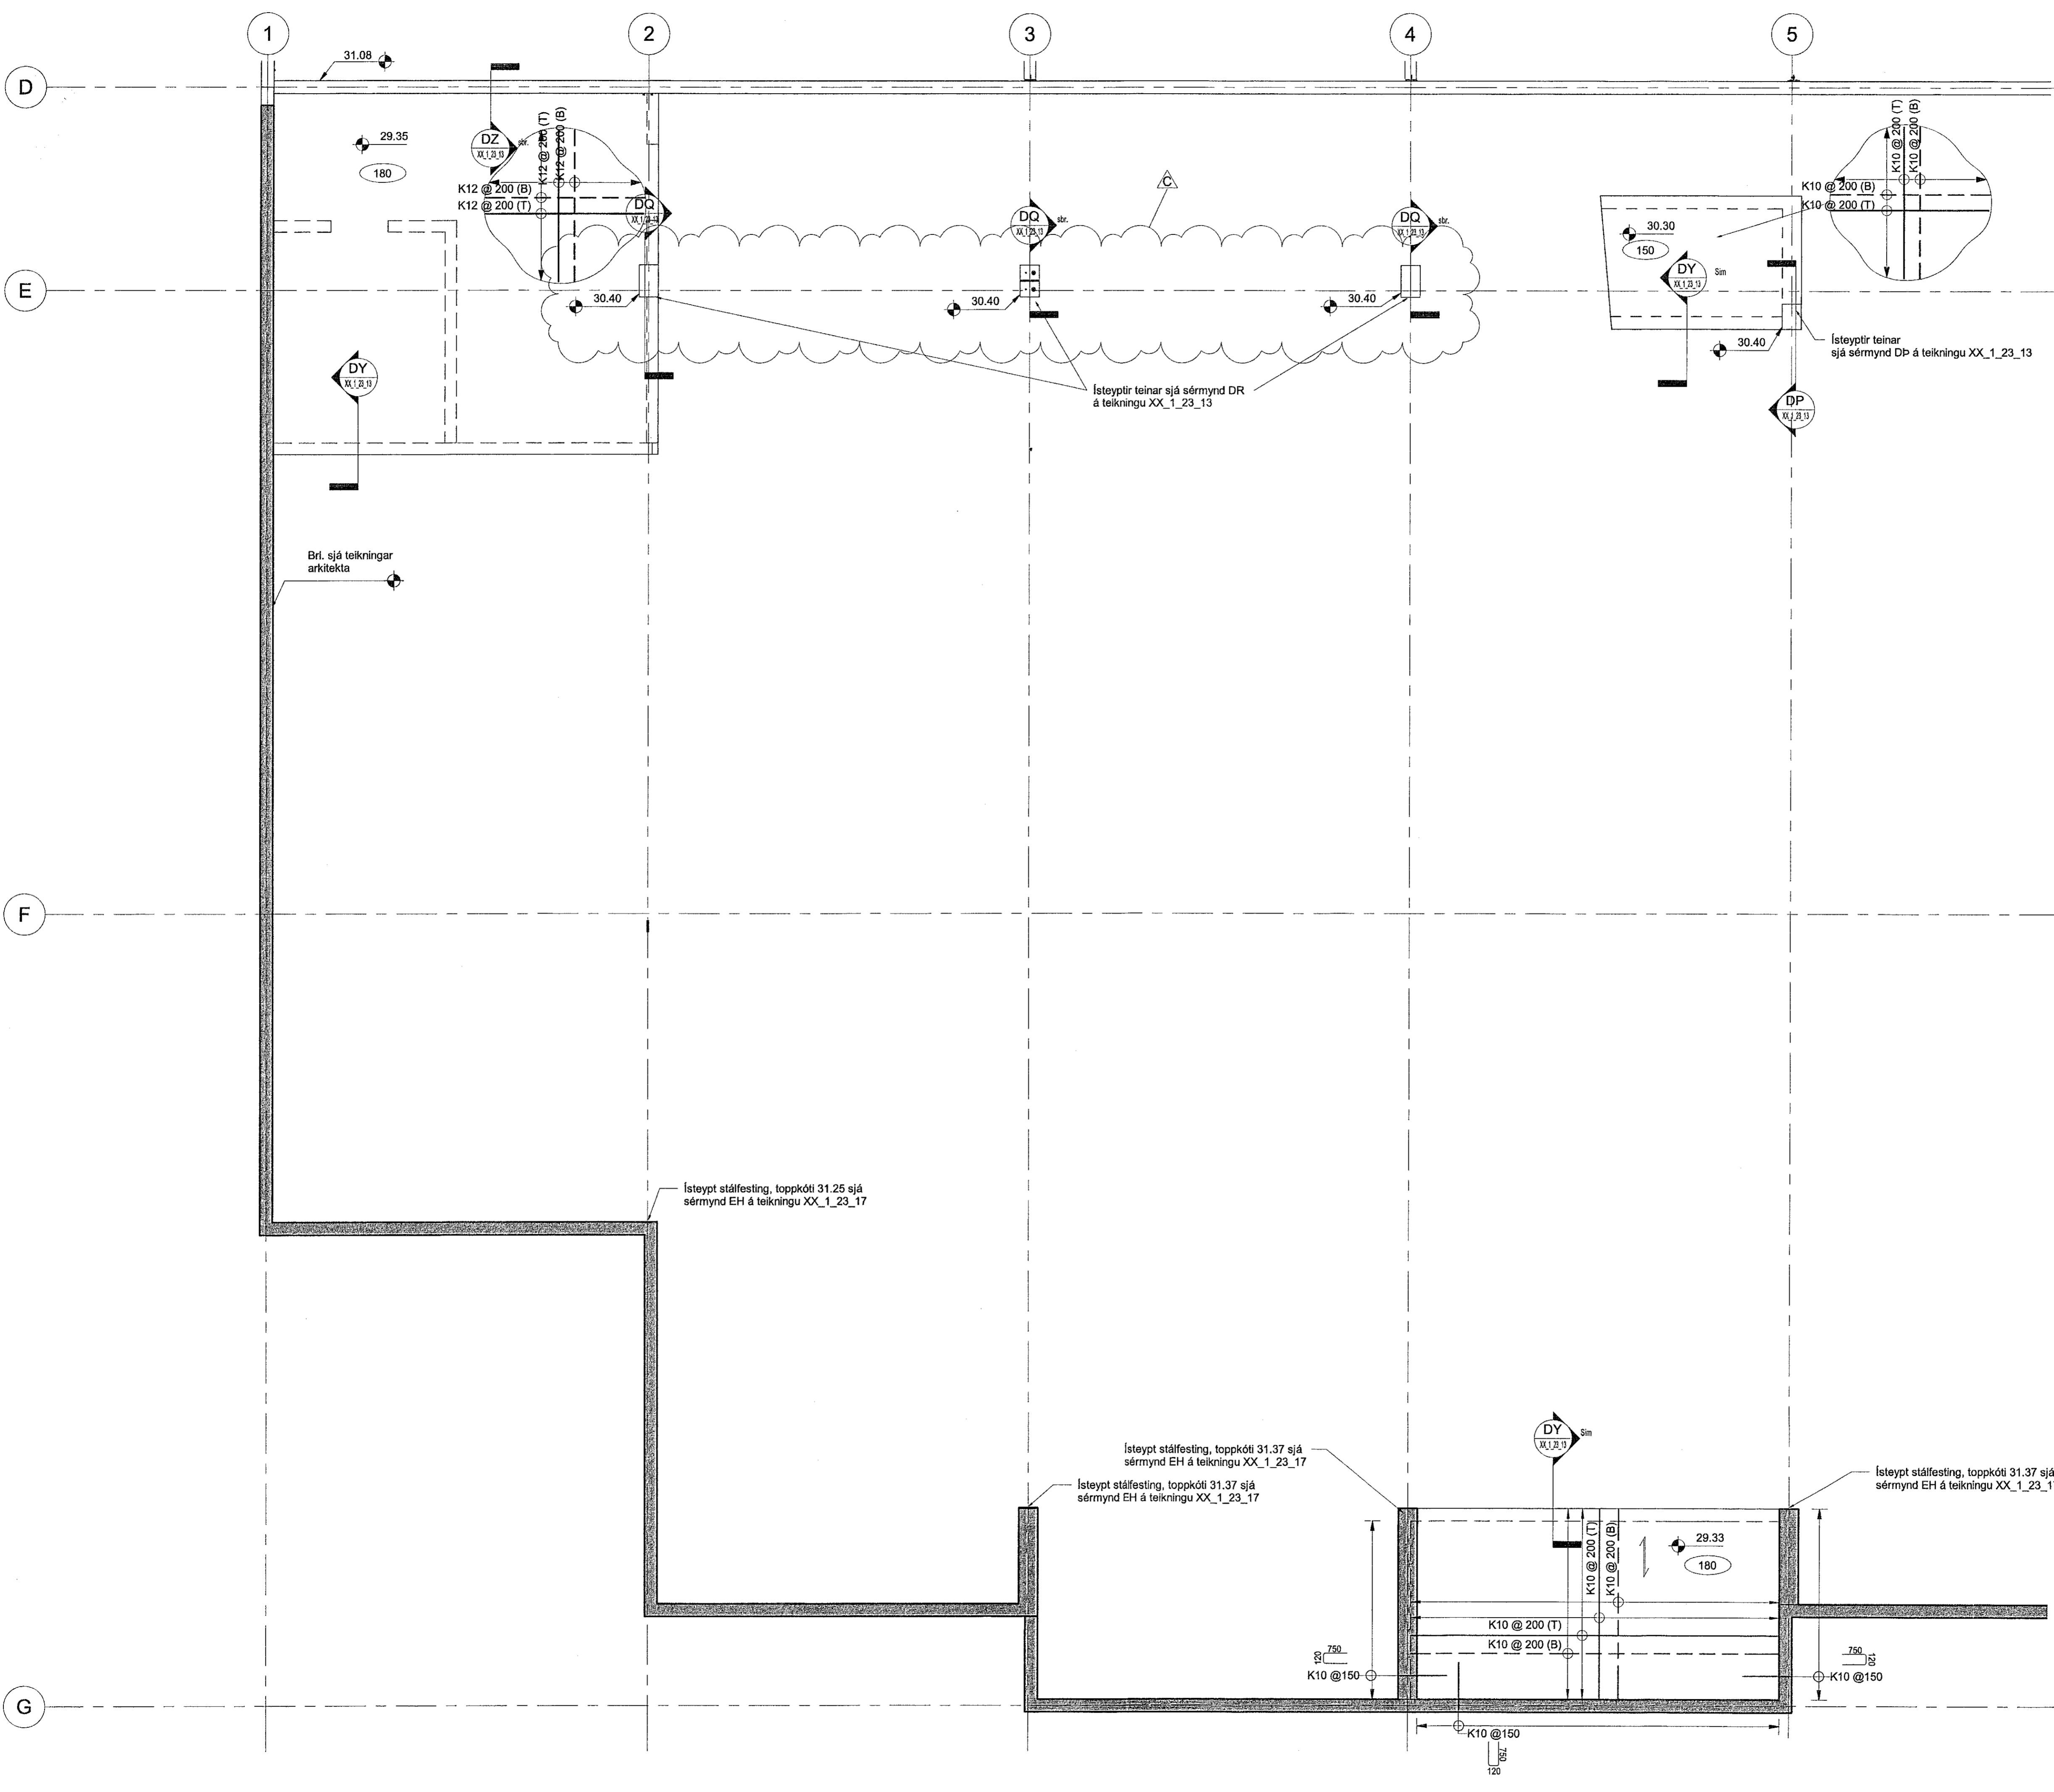 1
2
3
4
5
D
31.08
29.35
180
DZ
XX_1_23_13
sbr.
K12 @ 200 (T)
K12 @ 200 (B)
K12 @ 200 (B)
K12 @ 200 (T)
DQ
XX_1_23_13
C
DQ
XX_1_23_13
sbr.
DQ
XX_1_23_13
sbr.
K10 @ 200 (T)
K10 @ 200 (B)
K10 @ 200 (B)
K10 @ 200 (T)
30.30
150
DY
XX_1_23_13
Sim
E
30.40
30.40
30.40
30.40
Ísteyptir teinar
sjá sérmynd DÞ á teikningu XX_1_23_13
DY
XX_1_23_13
Ísteyptir teinar sjá sérmynd DR
á teikningu XX_1_23_13
DP
XX_1_23_13
Brl. sjá teikningar
arkitekta
F
Ísteypt stálfesting, toppkóti 31.25 sjá
sérmynd EH á teikningu XX_1_23_17
DY
XX_1_23_13
Sim
Ísteypt stálfesting, toppkóti 31.37 sjá
sérmynd EH á teikningu XX_1_23_17
Ísteypt stálfesting, toppkóti 31.37 sjá
sérmynd EH á teikningu XX_1_23_17
Ísteypt stálfesting, toppkóti 31.37 sjá
sérmynd EH á teikningu XX_1_23_1
K10 @ 200 (T)
K10 @ 200 (B)
29.33
180
K10 @ 200 (T)
K10 @ 200 (B)
750
120
K10 @150
750
120
K10 @150
G
K10 @150
750
120